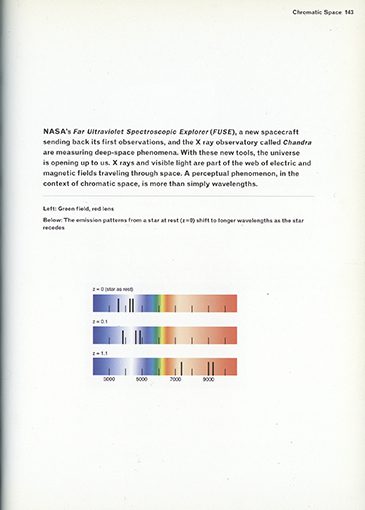 Chromatic Space 143
NASA's Far Ultraviolet Spectroscopic Explorer (FUSE), a new spacecraft
sending back its first observations, and the X ray observatory called Chandra
are measuring deep-space phenomena. With these new tools, the universe
is opening up to us. X rays and visible light are part of the web of electric and
magnetic fields traveling through space. A perceptual phenomenon, in the
context of chromatic space, is more than simply wavelengths.
Left: Green field, red lens
Below: The emission patterns from a star at rest (z=0) shift to longer wavelengths as the star
recedes
z = 0 (star as rest)
z = 0.1
z = 1.1
3000 5000 7000 9000